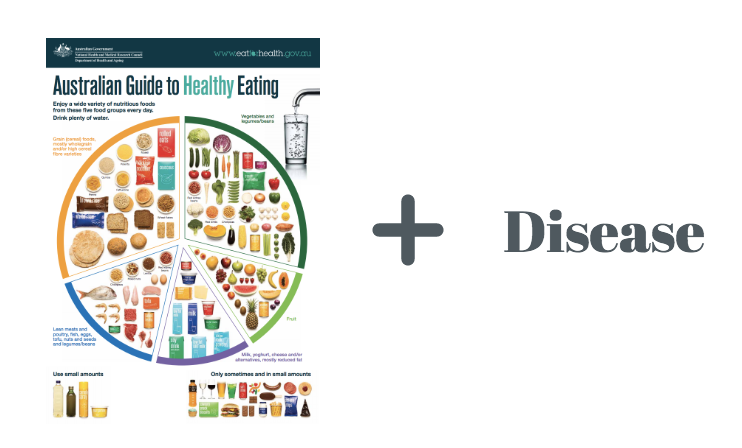 Australian Government
National Health and Medical Research Council
Department of Health and Ageing
www.eatforhealth.gov.au
Australian Guide to Healthy Eating
Enjoy a wide variety of nutritious foods
from these five food groups every day.
Drink plenty of water.
Grain (cereal) foods,
mostly wholegrain
and/or high cereal
fibre varieties
Vegetables and
legumes/beans
Lean meats and
poultry, fish, eggs,
tofu, nuts and seeds
and legumes/beans
Fruit
Milk, yoghurt, cheese and/or
alternatives, mostly reduced fat
Use small amounts
Only sometimes and in small amounts
Disease